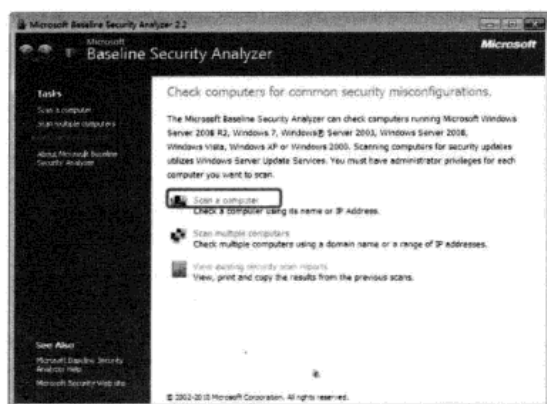 Microsoft Baseline Security Analyzer 2.2
Microsoft
Baseline Security Analyzer
Microsoft
Tasks
Scan a computer
Scan multiple computers
About Microsoft Baseline
Security Analyzer
See Also
Microsoft Baseline Security
Analyzer Help
Microsoft Security Web site
Check computers for common security misconfigurations.
The Microsoft Baseline Security Analyzer can check computers running Microsoft Windows
Server 2008 R2, Windows 7, Windows® Server 2003, Windows Server 2008,
Windows Vista, Windows XP or Windows 2000. Scanning computers for security updates
utilizes Windows Server Update Services. You must have administrator privileges for each
computer you want to scan.
Scan a computer
Check a computer using its name or IP Address.
Scan multiple computers
Check multiple computers using a domain name or a range of IP addresses.
View existing security scan reports
View, print and copy the results from the previous scans.
© 2002-2010 Microsoft Corporation. All rights reserved.